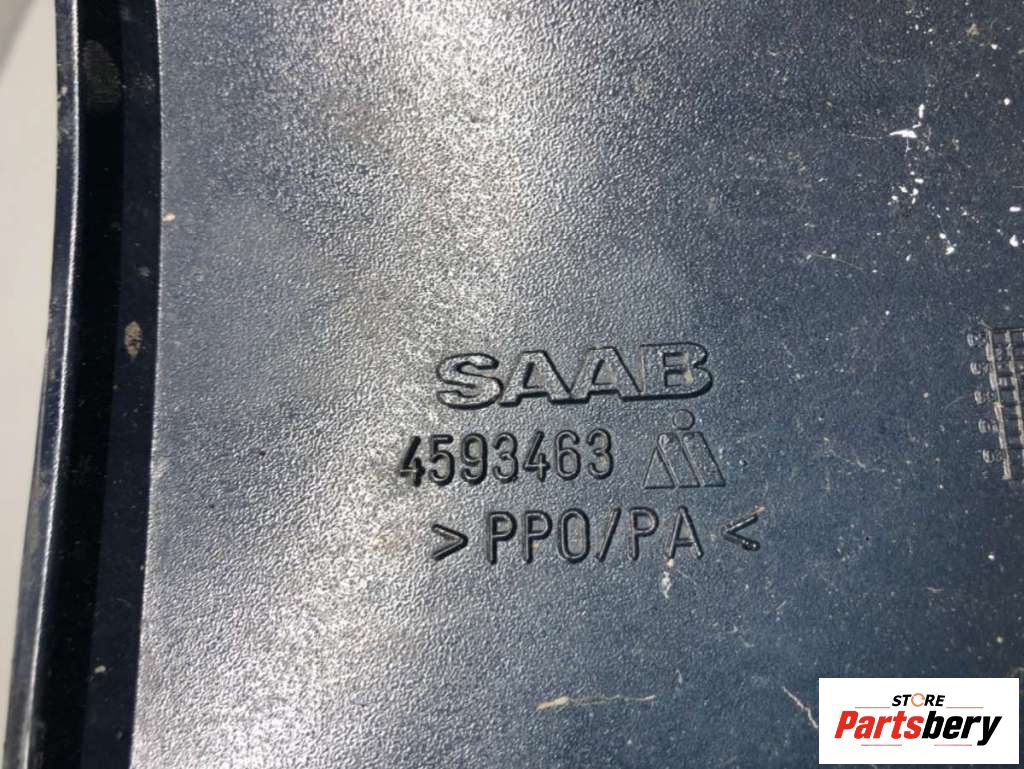 SAAB
4593463
>PPO/PA<
STORE
Partsbery